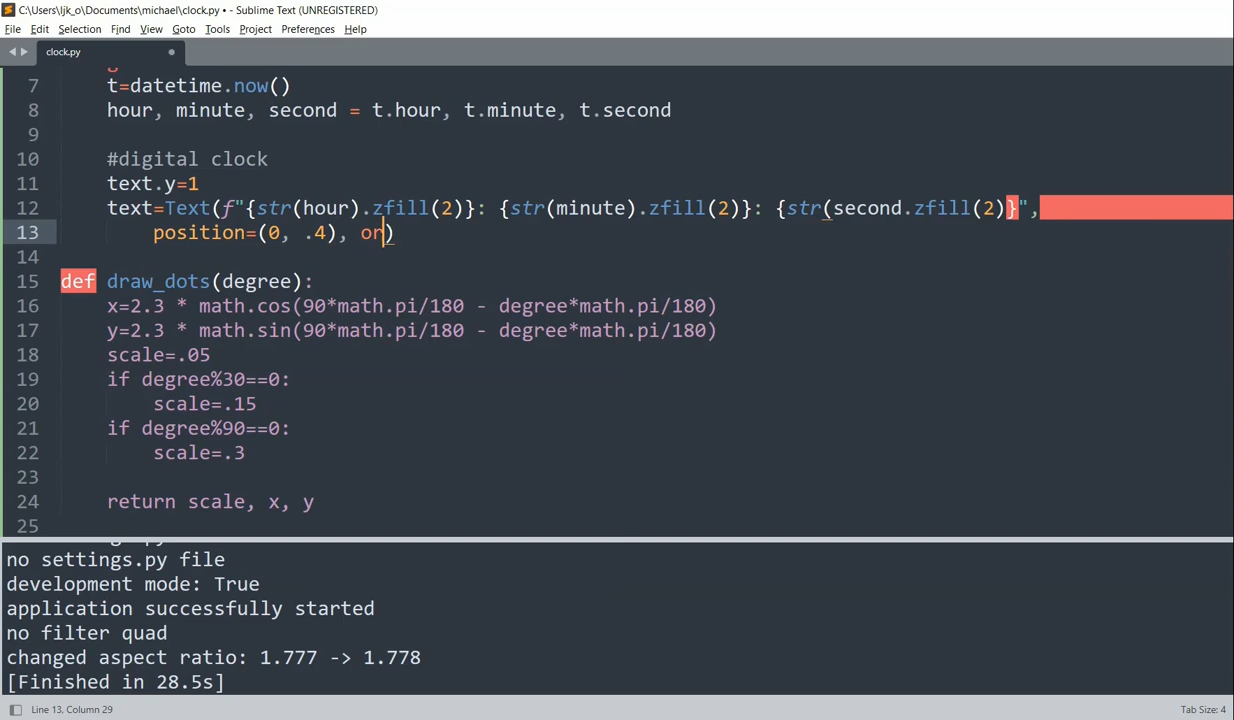 C:\Users\ljk_o\Documents\michael\clock.py • - Sublime Text (UNREGISTERED)
File Edit Selection Find View Goto Tools Project Preferences Help
clock.py
7 t=datetime.now()
8 hour, minute, second = t.hour, t.minute, t.second
9
10 #digital clock
11 text.y=1
12 text=Text(f"{str(hour).zfill(2)}: {str(minute).zfill(2)}: {str(second.zfill(2)}",
13 position=(0, .4), or)
14
15 def draw_dots(degree):
16 x=2.3 * math.cos(90*math.pi/180 - degree*math.pi/180)
17 y=2.3 * math.sin(90*math.pi/180 - degree*math.pi/180)
18 scale=.05
19 if degree%30==0:
20 scale=.15
21 if degree%90==0:
22 scale=.3
23
24 return scale, x, y
25
no settings.py file
development mode: True
application successfully started
no filter quad
changed aspect ratio: 1.777 -> 1.778
[Finished in 28.5s]
Line 13, Column 29
Tab Size: 4